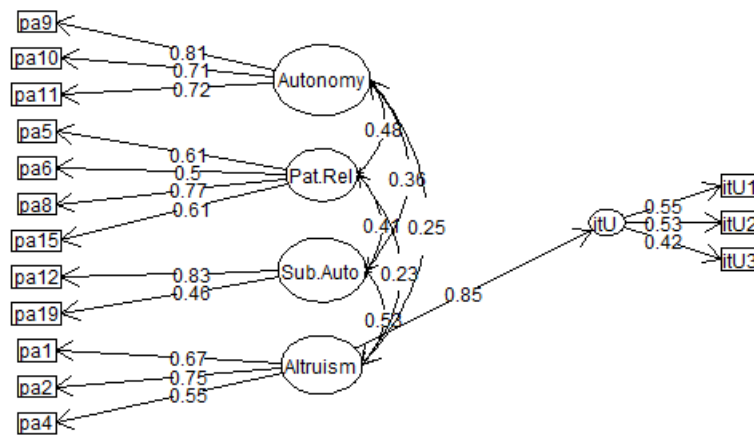 pa9
pa10
pa11
pa5
pa6
pa8
pa15
pa12
pa19
pa1
pa2
pa4
0.81
0.71
0.72
0.61
0.5
0.77
0.61
0.83
0.46
0.67
0.75
0.55
Autonomy
Pat.Rel
Sub.Auto
Altruism
0.48
0.36
0.41
0.25
0.23
0.53
0.85
itU
0.55
0.53
0.42
itU1
itU2
itU3